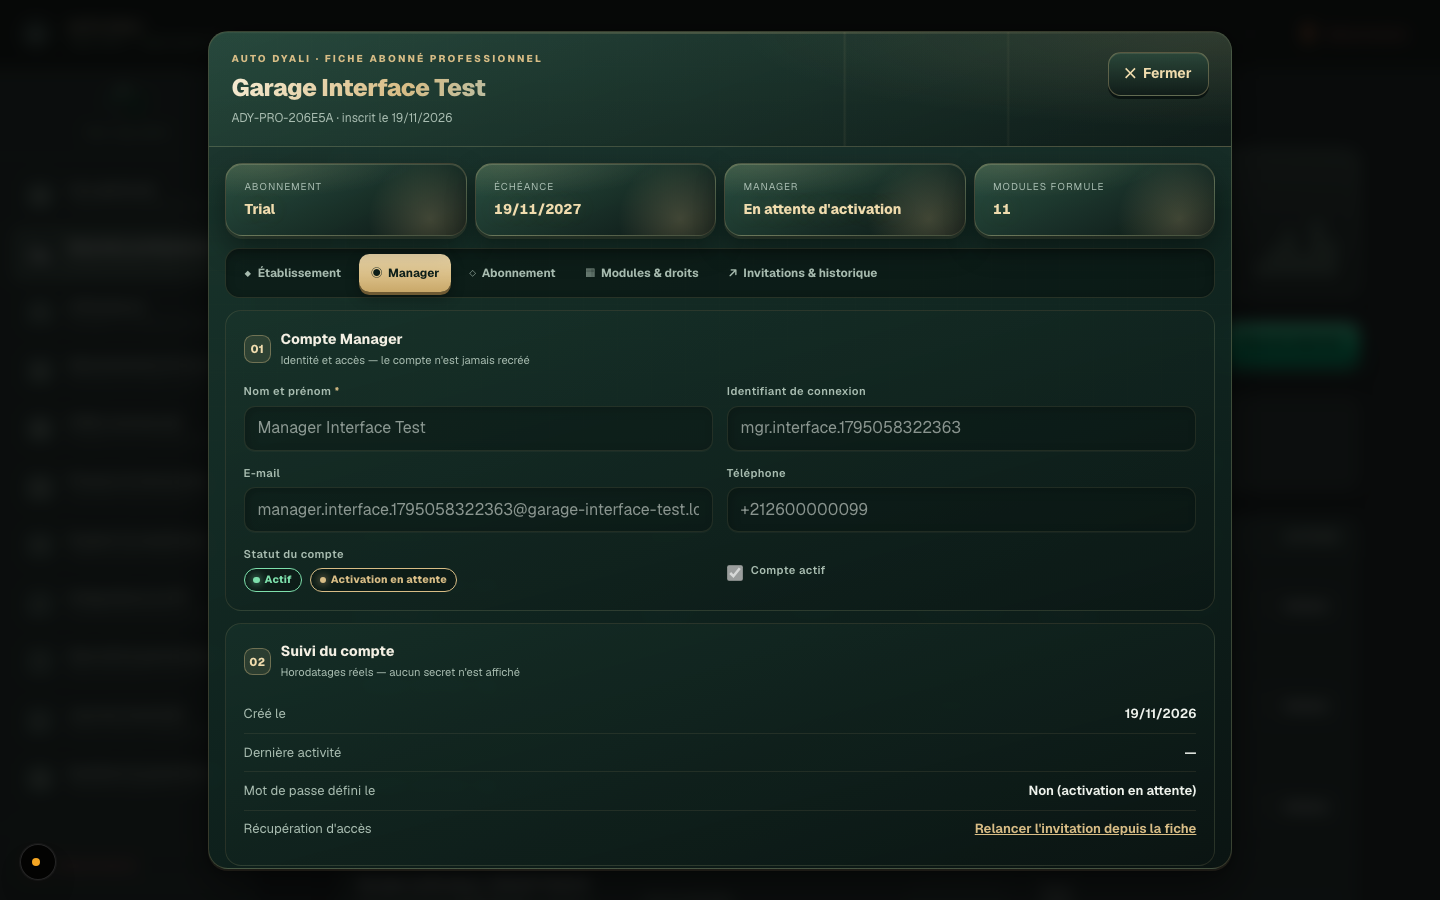 AUTO DYALI · FICHE ABONNÉ PROFESSIONNEL
Garage Interface Test
ADY-PRO-206E5A · inscrit le 19/11/2026
Fermer
ABONNEMENT
Trial
ÉCHÉANCE
19/11/2027
MANAGER
En attente d'activation
MODULES FORMULE
11
Établissement
Manager
Abonnement
Modules & droits
Invitations & historique
01
Compte Manager
Identité et accès — le compte n'est jamais recréé
Nom et prénom *
Identifiant de connexion
Manager Interface Test
mgr.interface.1795058322363
E-mail
Téléphone
manager.interface.1795058322363@garage-interface-test.lc
+212600000099
Statut du compte
Actif
Activation en attente
Compte actif
02
Suivi du compte
Horodatages réels — aucun secret n'est affiché
Créé le
19/11/2026
Dernière activité
—
Mot de passe défini le
Non (activation en attente)
Récupération d'accès
Relancer l'invitation depuis la fiche